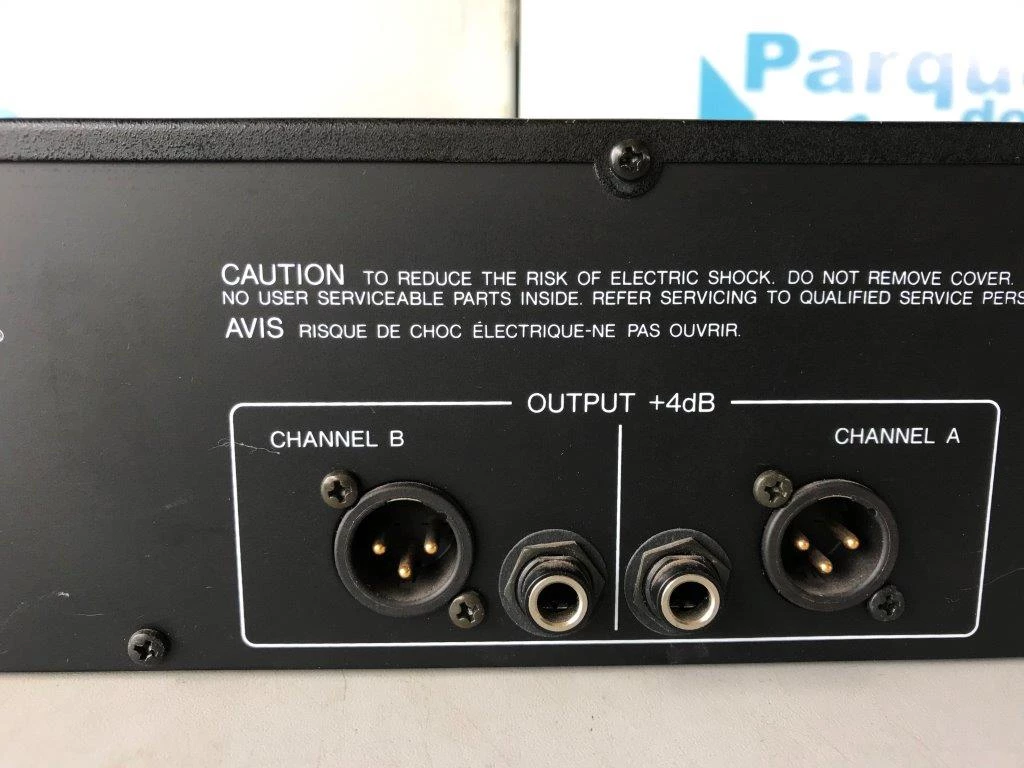 Parqu
de
CAUTION TO REDUCE THE RISK OF ELECTRIC SHOCK. DO NOT REMOVE COVER.
NO USER SERVICEABLE PARTS INSIDE. REFER SERVICING TO QUALIFIED SERVICE PERS
AVIS RISQUE DE CHOC ÉLECTRIQUE-NE PAS OUVRIR.
OUTPUT +4dB
CHANNEL B
CHANNEL A